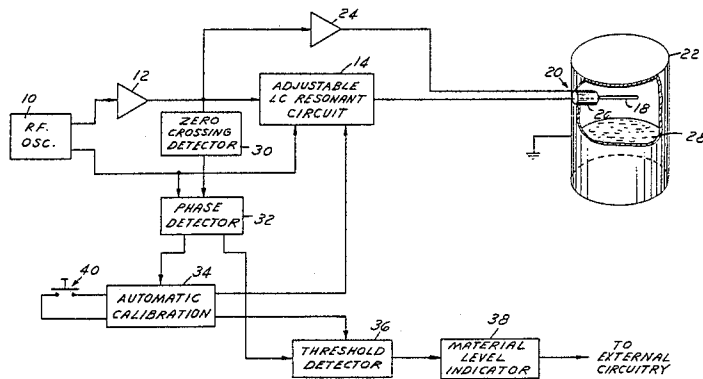 24
22
12
14
20
10
ADJUSTABLE
LC RESONANT
CIRCUIT
R.F.
OSC.
ZERO
CROSSING
DETECTOR
30
26
18
28
PHASE
DETECTOR
32
40
34
AUTOMATIC
CALIBRATION
36
38
THRESHOLD
DETECTOR
MATERIAL
LEVEL
INDICATOR
TO
EXTERNAL
CIRCUITRY